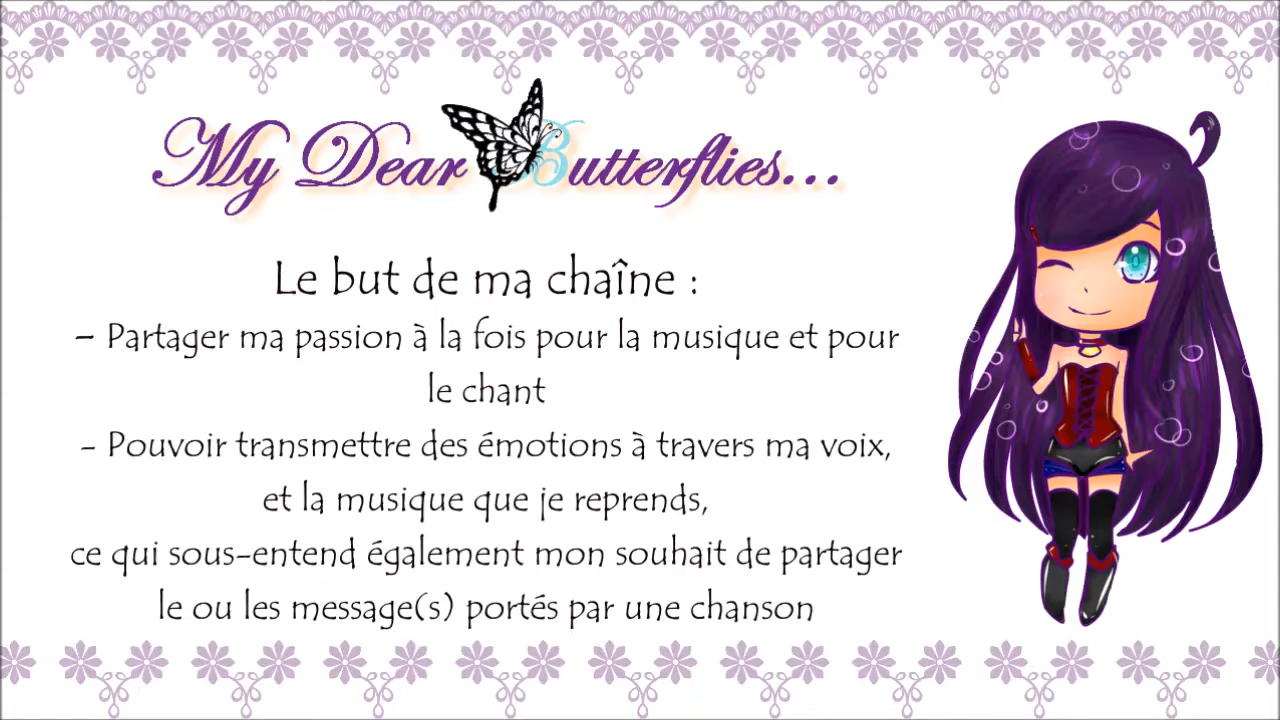 My Dear Butterflies...
Le but de ma chaîne :
– Partager ma passion à la fois pour la musique et pour
le chant
- Pouvoir transmettre des émotions à travers ma voix,
et la musique que je reprends,
ce qui sous-entend également mon souhait de partager
le ou les message(s) portés par une chanson